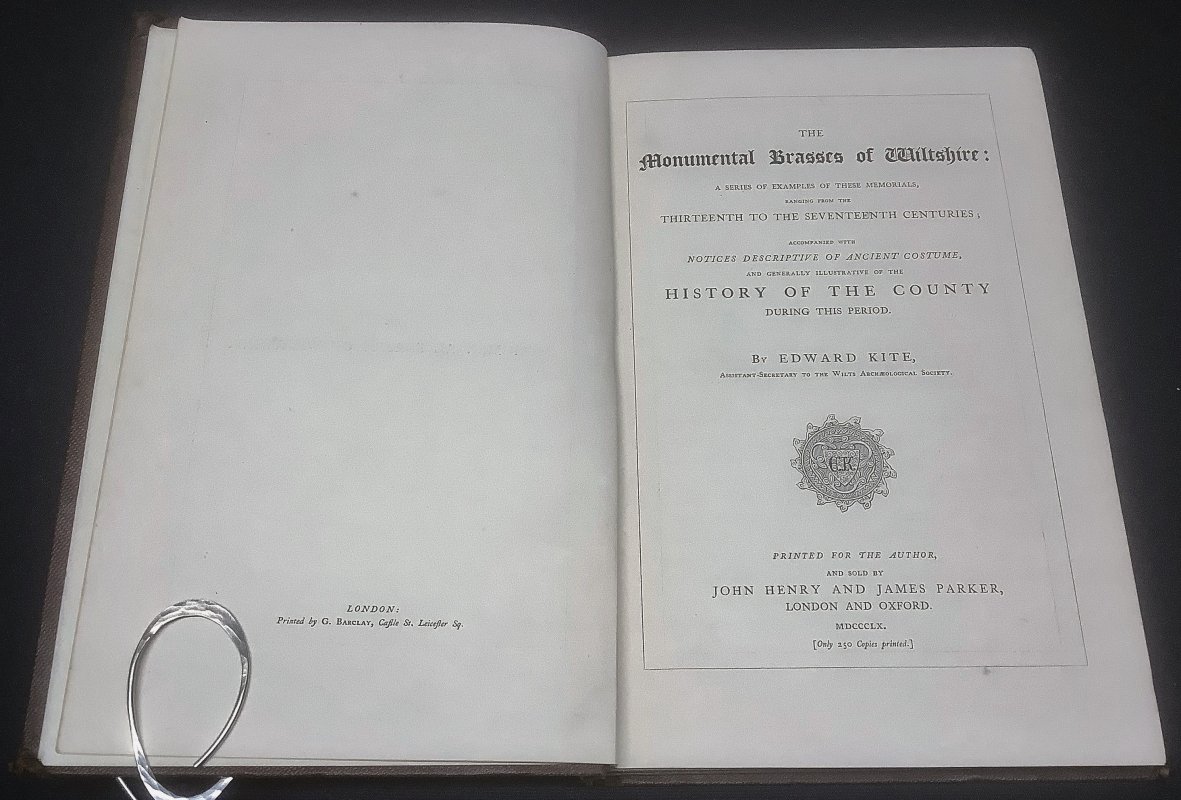 LONDON:
Printed by G. BARCLAY, Caſtle St. Leiceſter Sq.
THE
Monumental Brasses of Wiltshire:
A SERIES OF EXAMPLES OF THESE MEMORIALS,
RANGING FROM THE
THIRTEENTH TO THE SEVENTEENTH CENTURIES;
ACCOMPANIED WITH
NOTICES DESCRIPTIVE OF ANCIENT COSTUME,
AND GENERALLY ILLUSTRATIVE OF THE
HISTORY OF THE COUNTY
DURING THIS PERIOD.
BY EDWARD KITE,
ASSISTANT-SECRETARY TO THE WILTS ARCHÆOLOGICAL SOCIETY.
E.K.
PRINTED FOR THE AUTHOR,
AND SOLD BY
JOHN HENRY AND JAMES PARKER,
LONDON AND OXFORD.
MDCCCLX.
[Only 250 Copies printed.]